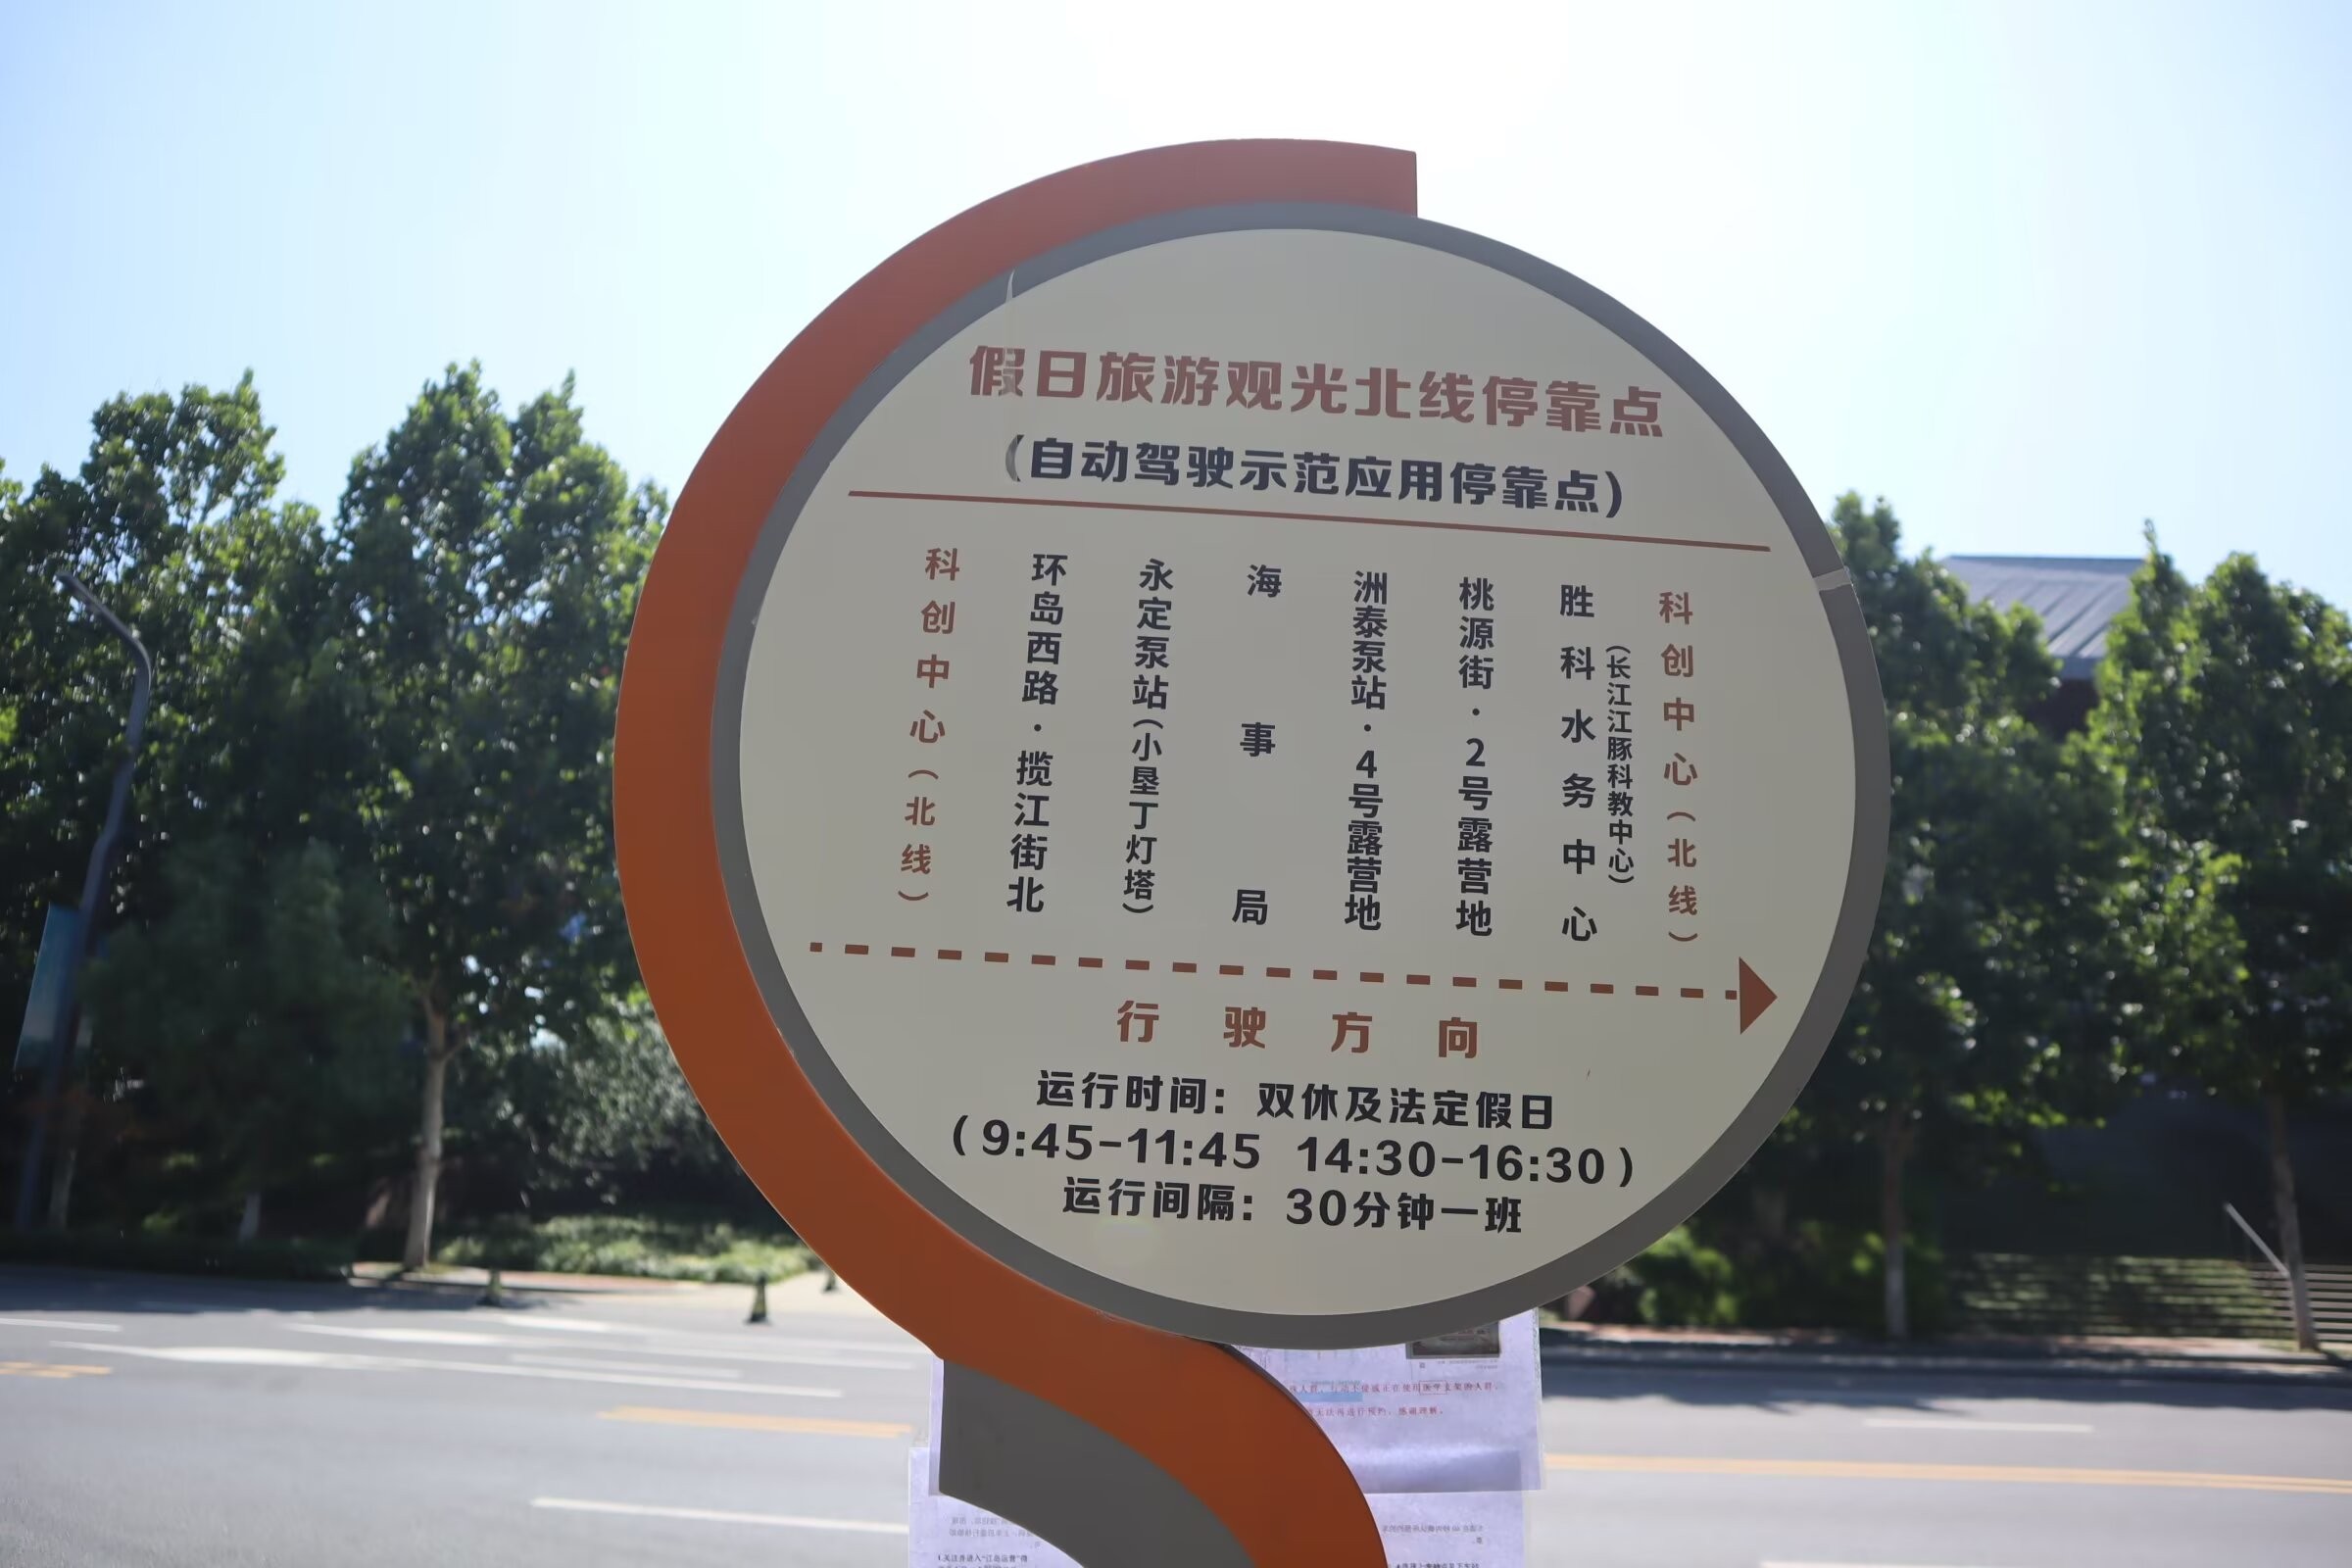 假日旅游观光北线停靠点
(自动驾驶示范应用停靠点)
科创中心(北线)
环岛西路·揽江街北
永定泵站(小垦丁灯塔)
海事局
洲泰泵站·4号露营地
桃源街·2号露营地
胜科水务中心
(长江江豚科教中心)
科创中心(北线)
行驶方向
运行时间:双休及法定假日
(9:45-11:45 14:30-16:30)
运行间隔:30分钟一班